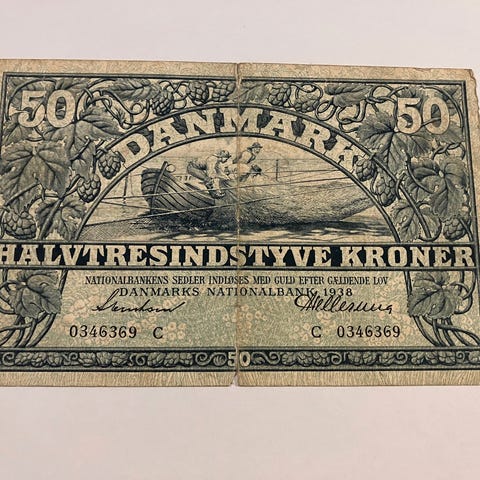 50 50
DANMARK
HALVTRESINDSTYVE KRONER
NATIONALBANKENS SEDLER INDLØSES MED GULD EFTER GÆLDENDE LOV
DANMARKS NATIONALBANK 1938
0346369 C C 0346369
50